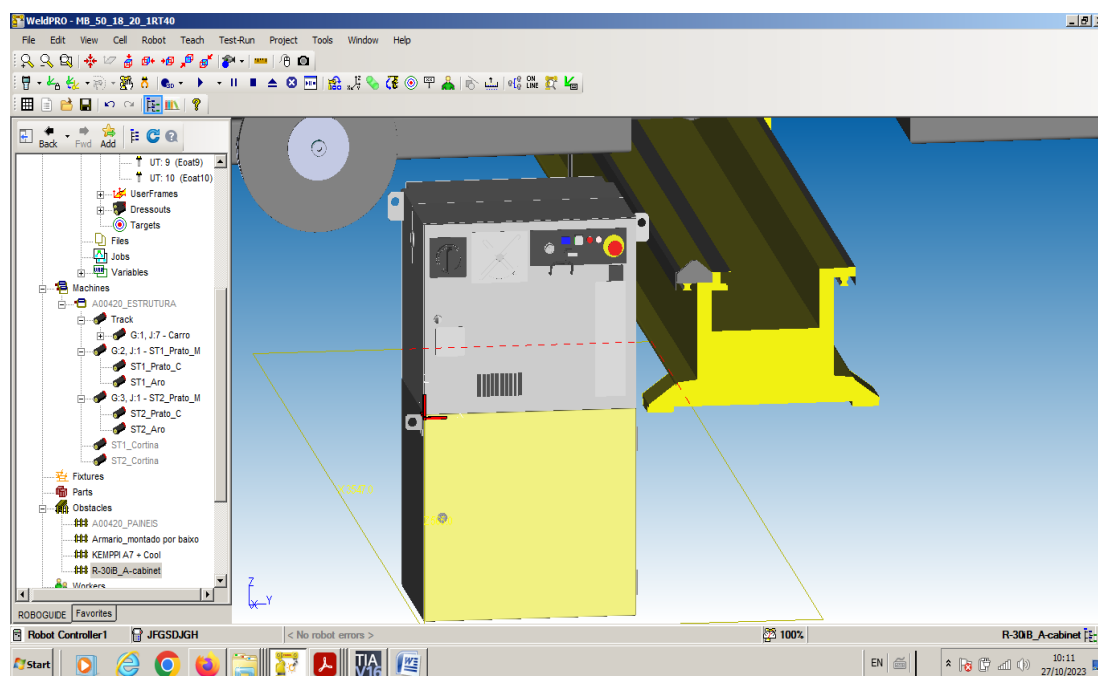 WeldPRO - MB_50_18_20_1RT40
File Edit View Cell Robot Teach Test-Run Project Tools Window Help
ON
LINE
Back Fwd Add
UT: 9 (Eoat9)
UT: 10 (Eoat10)
UserFrames
Dressouts
Targets
Files
Jobs
Variables
Machines
A00420_ESTRUTURA
Track
G:1, J:7 - Carro
G:2, J:1 - ST1_Prato_M
ST1_Prato_C
ST1_Aro
G:3, J:1 - ST2_Prato_M
ST2_Prato_C
ST2_Aro
ST1_Cortina
ST2_Cortina
Fixtures
Parts
Obstacles
A00420_PAINEIS
Armario_montado por baixo
KEMPPI A7 + Cool
R-30iB_A-cabinet
Workers
ROBOGUIDE Favorites
Z
X Y
Robot Controller1 JFGSDJGH < No robot errors > 100% R-30iB_A-cabinet
Start TIA V16 EN 10:11
27/10/2023